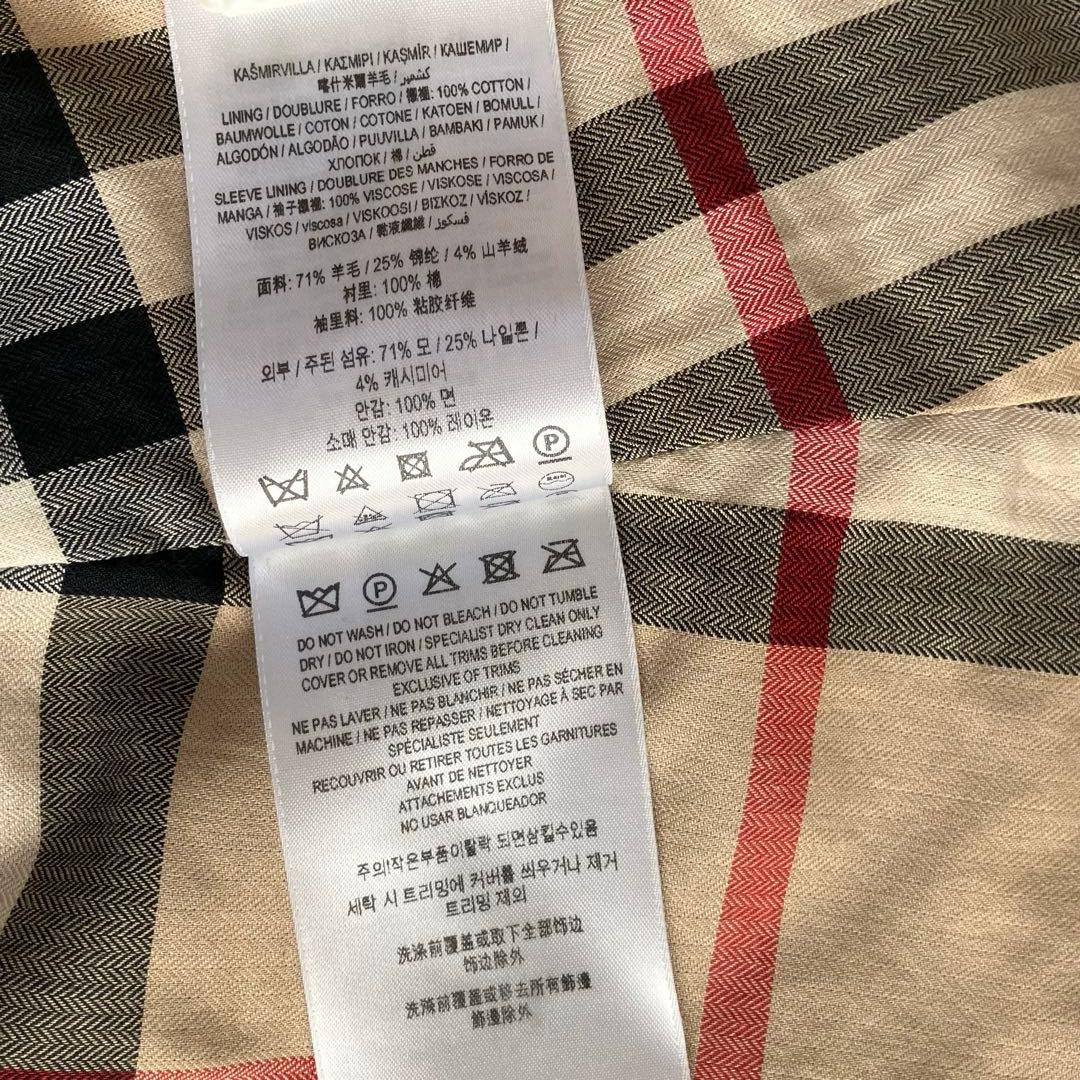 KAŠMIRVILLA / ΚΑΣΜΙΡΙ / KAŞMİR / КАШЕМИР /
喀什米爾羊毛 / كشمير /
LINING / DOUBLURE / FORRO / 襯裡: 100% COTTON /
BAUMWOLLE / COTON / COTONE / KATOEN / BOMULL /
ALGODÓN / ALGODÃO / PUUVILLA / BAMBAKI / PAMUK /
ХЛОПОК / 棉 / قطن /
SLEEVE LINING / DOUBLURE DES MANCHES / FORRO DE
MANGA / 袖子襯裡: 100% VISCOSE / VISKOSE / VISCOSA /
VISKOS / viscosa / VISKOOSI / ΒΙΣΚΟΖ / VİSKOZ /
ВИСКОЗА / 黏液纖維 / فسكوز /
面料: 71% 羊毛 / 25% 锦纶 / 4% 山羊绒
衬里: 100% 棉
袖里料: 100% 粘胶纤维
외부 / 주된 섬유: 71% 모 / 25% 나일론 /
4% 캐시미어
안감: 100% 면
소매 안감: 100% 레이온
P
P
DO NOT WASH / DO NOT BLEACH / DO NOT TUMBLE
DRY / DO NOT IRON / SPECIALIST DRY CLEAN ONLY
COVER OR REMOVE ALL TRIMS BEFORE CLEANING
EXCLUSIVE OF TRIMS
NE PAS LAVER / NE PAS BLANCHIR / NE PAS SÉCHER EN
MACHINE / NE PAS REPASSER / NETTOYAGE À SEC PAR
SPÉCIALISTE SEULEMENT
RECOUVRIR OU RETIRER TOUTES LES GARNITURES
AVANT DE NETTOYER
ATTACHEMENTS EXCLUS
NO USAR BLANQUEADOR
주의!작은부품이탈락 되면삼킬수있음
세탁 시 트리밍에 커버를 씌우거나 제거
트리밍 제외
洗涤前覆盖或取下全部饰边
饰边除外
洗滌前覆蓋或移去所有飾邊
飾邊除外